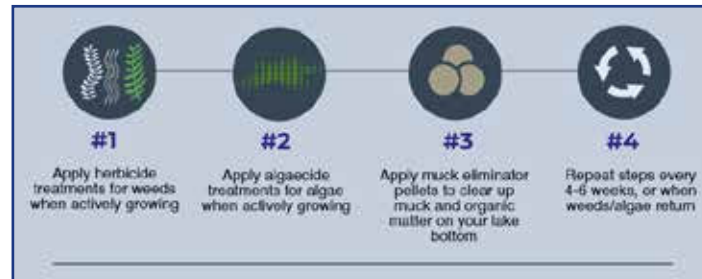 #1
Apply herbicide
treatments for weeds
when actively growing
#2
Apply algaecide
treatments for algae
when actively growing
#3
Apply muck eliminator
pellets to clear up
muck and organic
matter on your lake
bottom
#4
Repeat steps every
4-6 weeks, or when
weeds/algae return